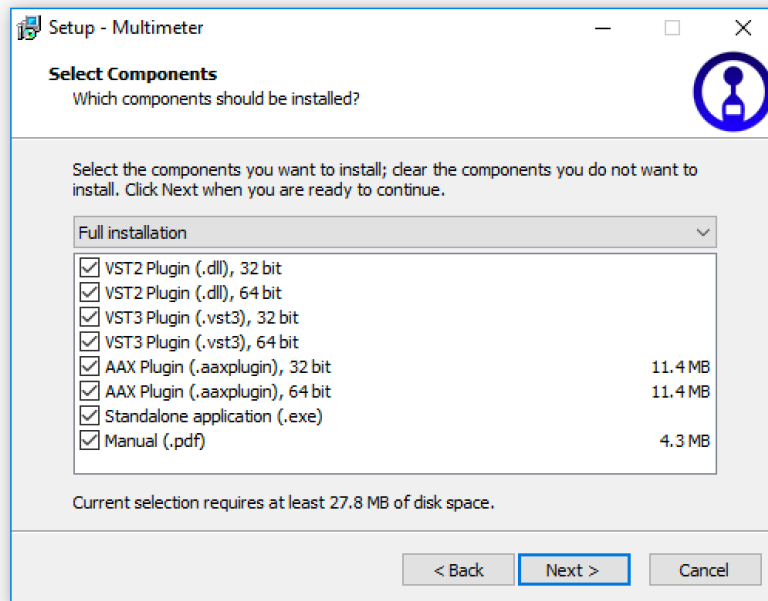 Setup - Multimeter
Select Components
Which components should be installed?
Select the components you want to install; clear the components you do not want to
install. Click Next when you are ready to continue.
Full installation
VST2 Plugin (.dll), 32 bit
VST2 Plugin (.dll), 64 bit
VST3 Plugin (.vst3), 32 bit
VST3 Plugin (.vst3), 64 bit
AAX Plugin (.aaxplugin), 32 bit 11.4 MB
AAX Plugin (.aaxplugin), 64 bit 11.4 MB
Standalone application (.exe)
Manual (.pdf) 4.3 MB
Current selection requires at least 27.8 MB of disk space.
< Back Next > Cancel